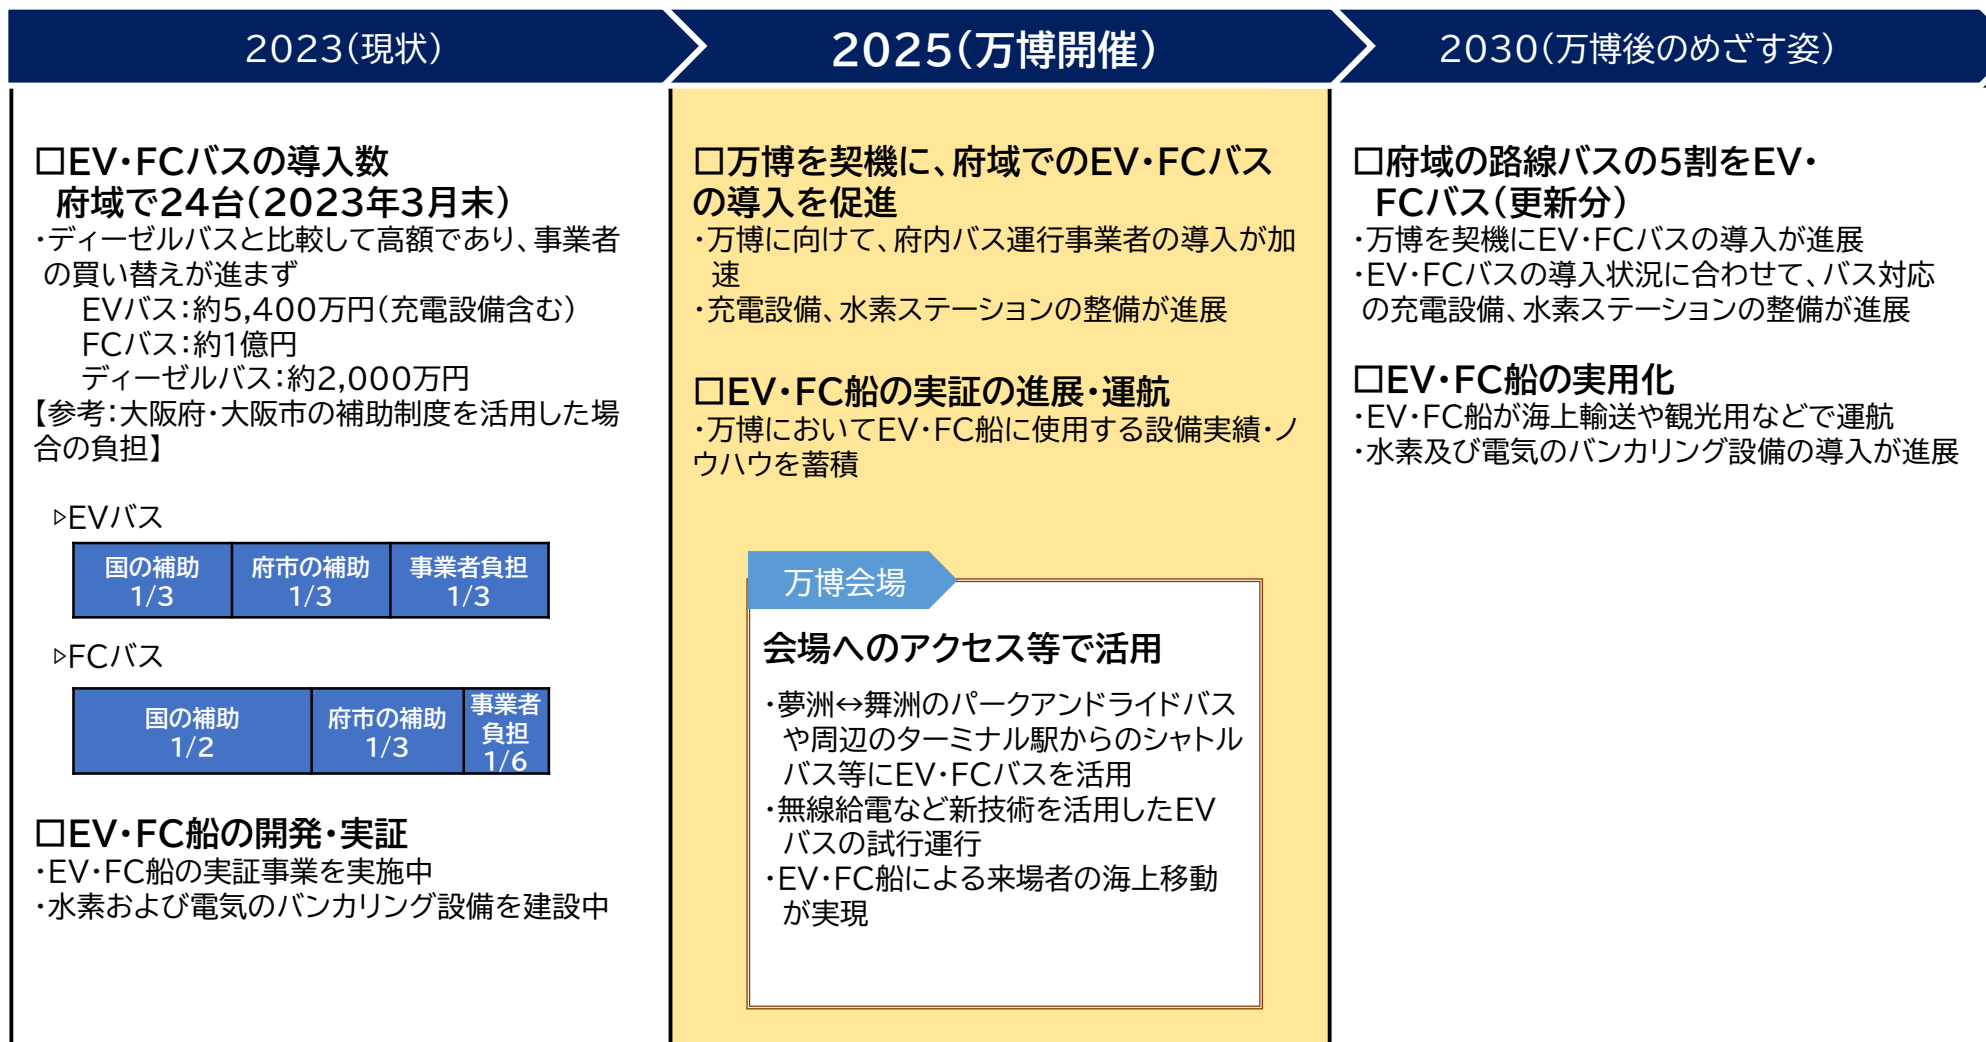 2023(現状)
2025(万博開催)
2030(万博後のめざす姿)
□EV・FCバスの導入数
府域で24台(2023年3月末)
・ディーゼルバスと比較して高額であり、事業者
の買い替えが進まず
EVバス：約5,400万円(充電設備含む)
FCバス：約1億円
ディーゼルバス：約2,000万円
【参考：大阪府・大阪市の補助制度を活用した場
合の負担】
▷EVバス
国の補助
1/3
府市の補助
1/3
事業者負担
1/3
▷FCバス
国の補助
1/2
府市の補助
1/3
事業者
負担
1/6
□EV・FC船の開発・実証
・EV・FC船の実証事業を実施中
・水素および電気のバンカリング設備を建設中
□万博を契機に、府域でのEV・FCバス
の導入を促進
・万博に向けて、府内バス運行事業者の導入が加
速
・充電設備、水素ステーションの整備が進展
□EV・FC船の実証の進展・運航
・万博においてEV・FC船に使用する設備実績・ノ
ウハウを蓄積
万博会場
会場へのアクセス等で活用
・夢洲↔舞洲のパークアンドライドバス
や周辺のターミナル駅からのシャトル
バス等にEV・FCバスを活用
・無線給電など新技術を活用したEV
バスの試行運行
・EV・FC船による来場者の海上移動
が実現
□府域の路線バスの5割をEV・
FCバス(更新分)
・万博を契機にEV・FCバスの導入が進展
・EV・FCバスの導入状況に合わせて、バス対応
の充電設備、水素ステーションの整備が進展
□EV・FC船の実用化
・EV・FC船が海上輸送や観光用などで運航
・水素及び電気のバンカリング設備の導入が進展